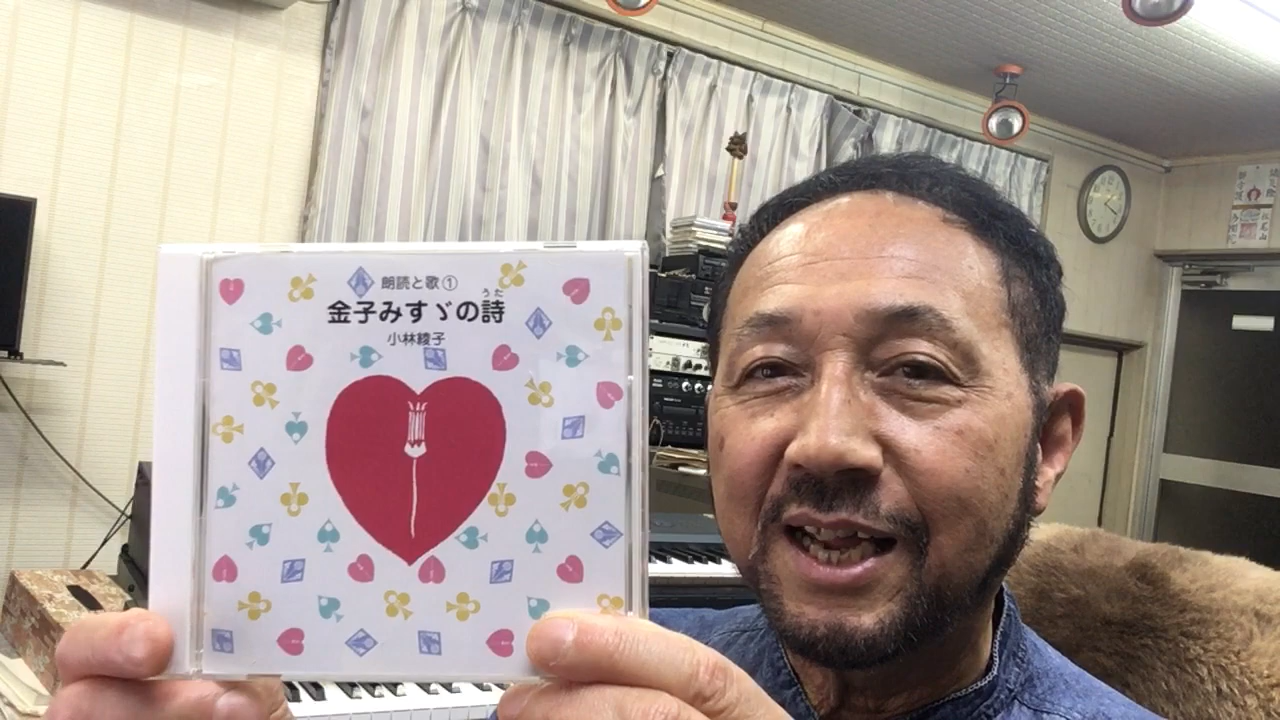 朗読と歌①
うた
金子みすゞの詩
小林綾子